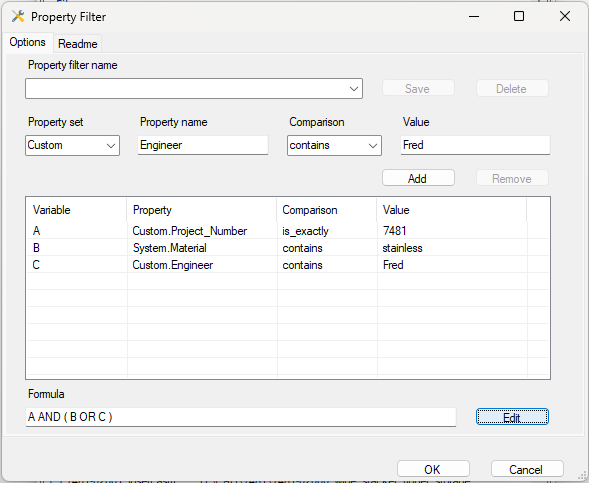 Property Filter
Options Readme
Property filter name
Save Delete
Property set Property name Comparison Value
Custom Engineer contains Fred
Add Remove
Variable Property Comparison Value
A Custom.Project_Number is_exactly 7481
B System.Material contains stainless
C Custom.Engineer contains Fred
Formula
A AND ( B OR C ) Edit
OK Cancel